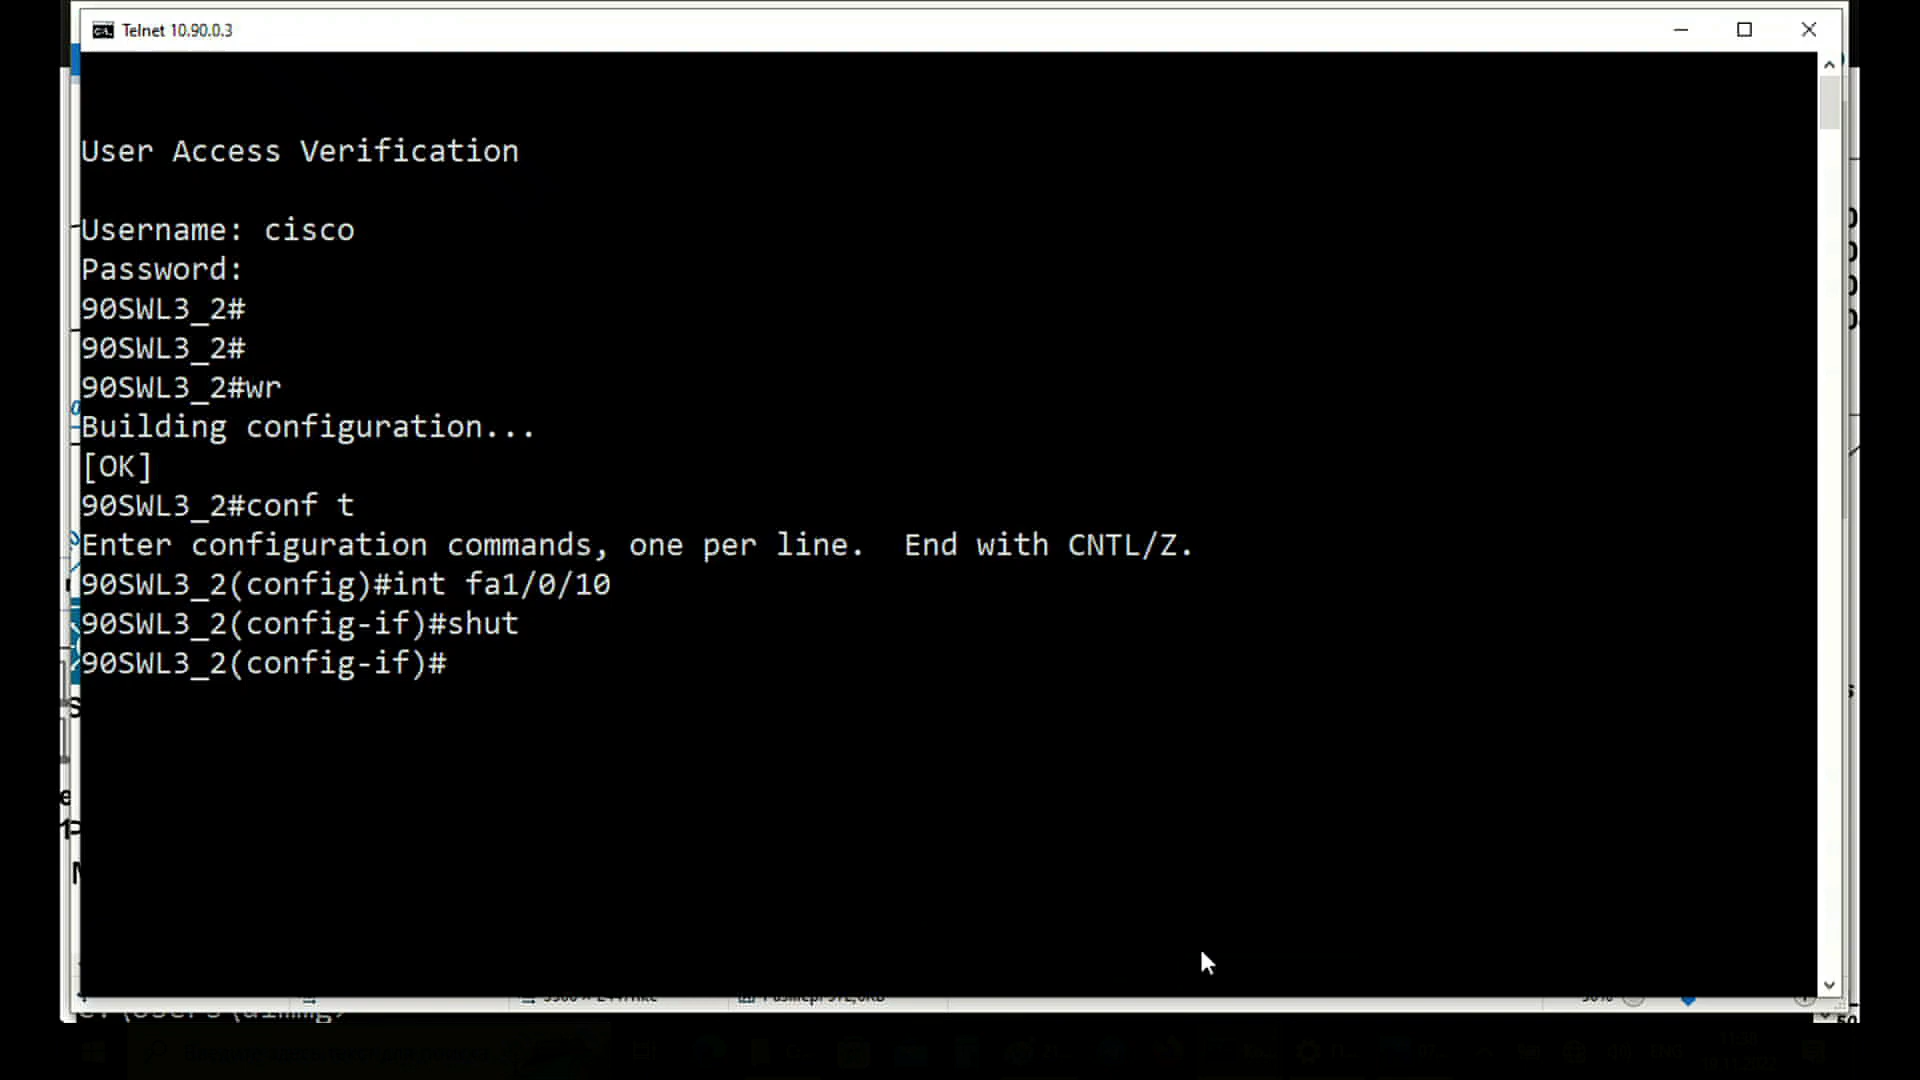 Telnet 10.90.0.3
User Access Verification
Username: cisco
Password:
90SWL3_2#
90SWL3_2#
90SWL3_2#wr
Building configuration...
[OK]
90SWL3_2#conf t
Enter configuration commands, one per line.  End with CNTL/Z.
90SWL3_2(config)#int fa1/0/10
90SWL3_2(config-if)#shut
90SWL3_2(config-if)#